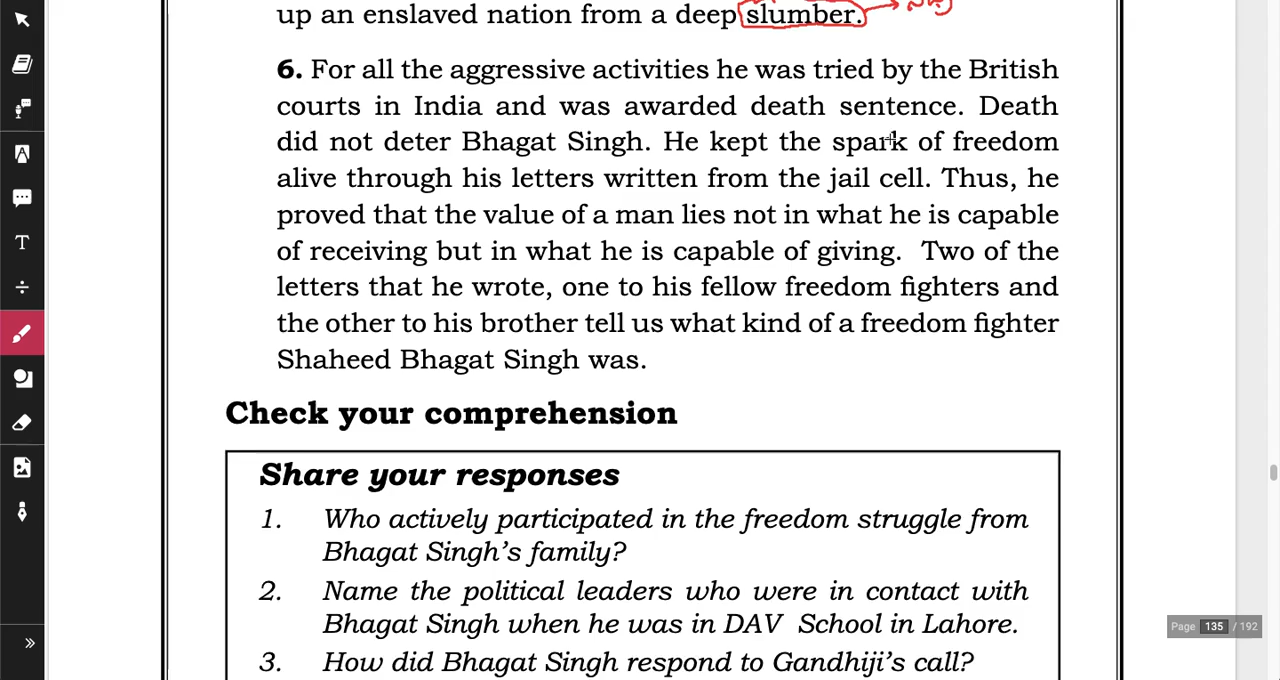 up an enslaved nation from a deep slumber.
6. For all the aggressive activities he was tried by the British
courts in India and was awarded death sentence. Death
did not deter Bhagat Singh. He kept the spark of freedom
alive through his letters written from the jail cell. Thus, he
proved that the value of a man lies not in what he is capable
of receiving but in what he is capable of giving. Two of the
letters that he wrote, one to his fellow freedom fighters and
the other to his brother tell us what kind of a freedom fighter
Shaheed Bhagat Singh was.
Check your comprehension
Share your responses
1. Who actively participated in the freedom struggle from
Bhagat Singh's family?
2. Name the political leaders who were in contact with
Bhagat Singh when he was in DAV School in Lahore.
Page 135 / 192
3. How did Bhagat Singh respond to Gandhiji's call?